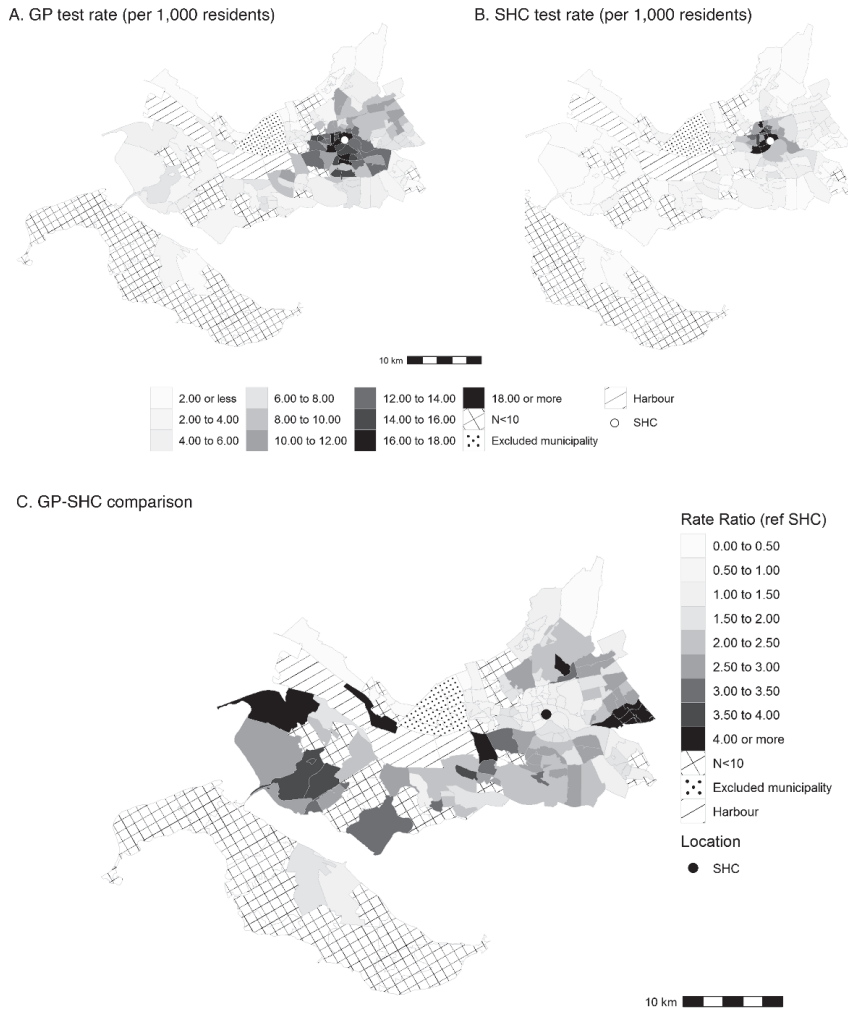 A. GP test rate (per 1,000 residents)
B. SHC test rate (per 1,000 residents)
10 km
2.00 or less
2.00 to 4.00
4.00 to 6.00
6.00 to 8.00
8.00 to 10.00
10.00 to 12.00
12.00 to 14.00
14.00 to 16.00
16.00 to 18.00
18.00 or more
N<10
Excluded municipality
Harbour
SHC
C. GP-SHC comparison
Rate Ratio (ref SHC)
0.00 to 0.50
0.50 to 1.00
1.00 to 1.50
1.50 to 2.00
2.00 to 2.50
2.50 to 3.00
3.00 to 3.50
3.50 to 4.00
4.00 or more
N<10
Excluded municipality
Harbour
Location
SHC
10 km